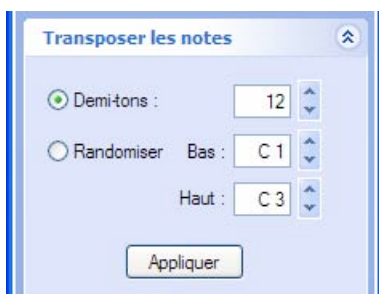 Transposer les notes
Demi-tons : 12
Randomiser Bas : C 1
Haut : C 3
Appliquer